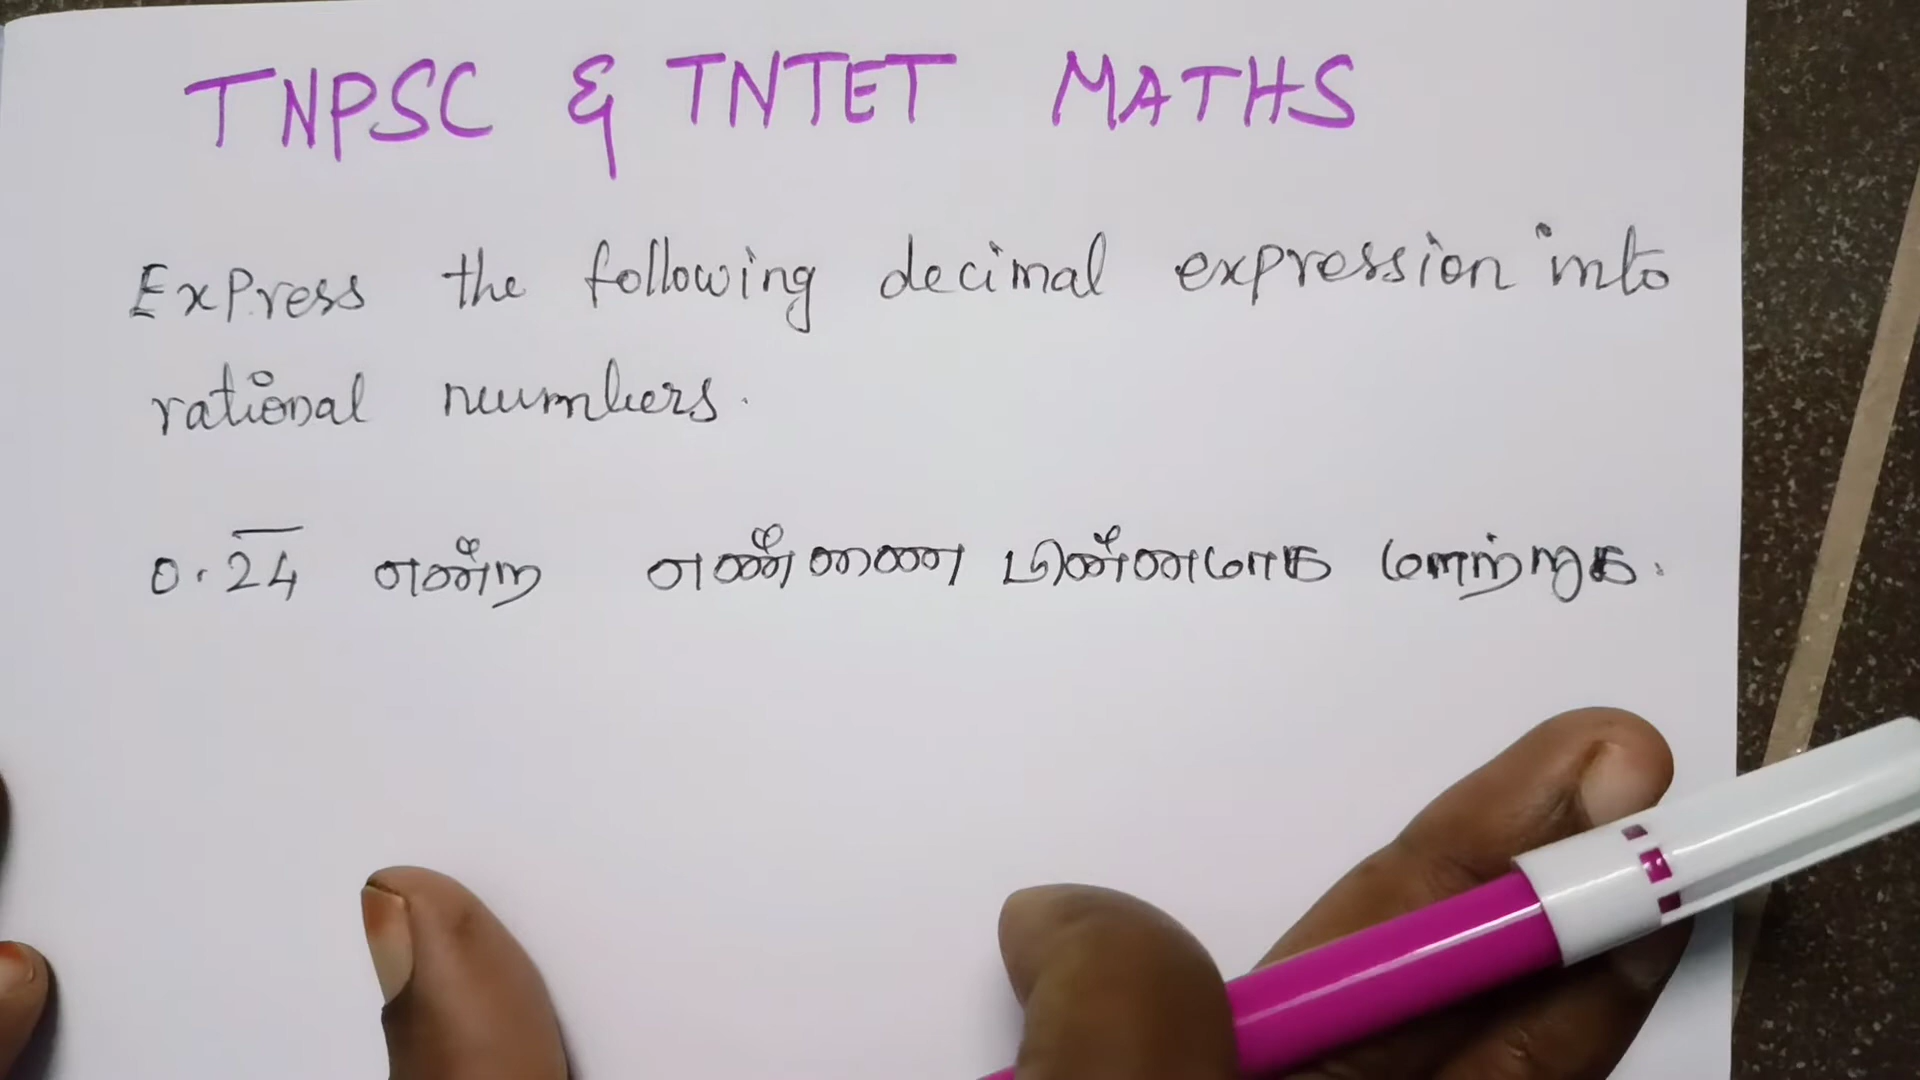 TNPSC & TNTET MATHS
Express the following decimal expression into
rational numbers.
0.2̅4̅ என்ற எண்ணை பின்னமாக மாற்றுக.